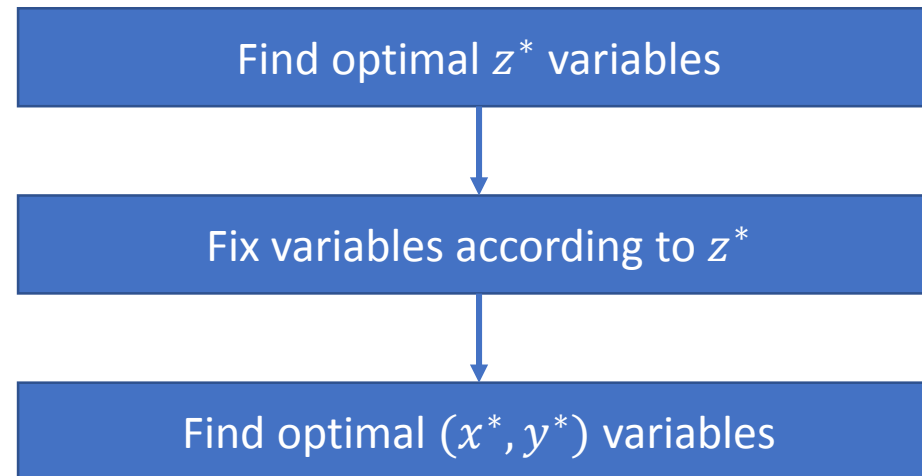 Find optimal z* variables
Fix variables according to z*
Find optimal (x*, y*) variables